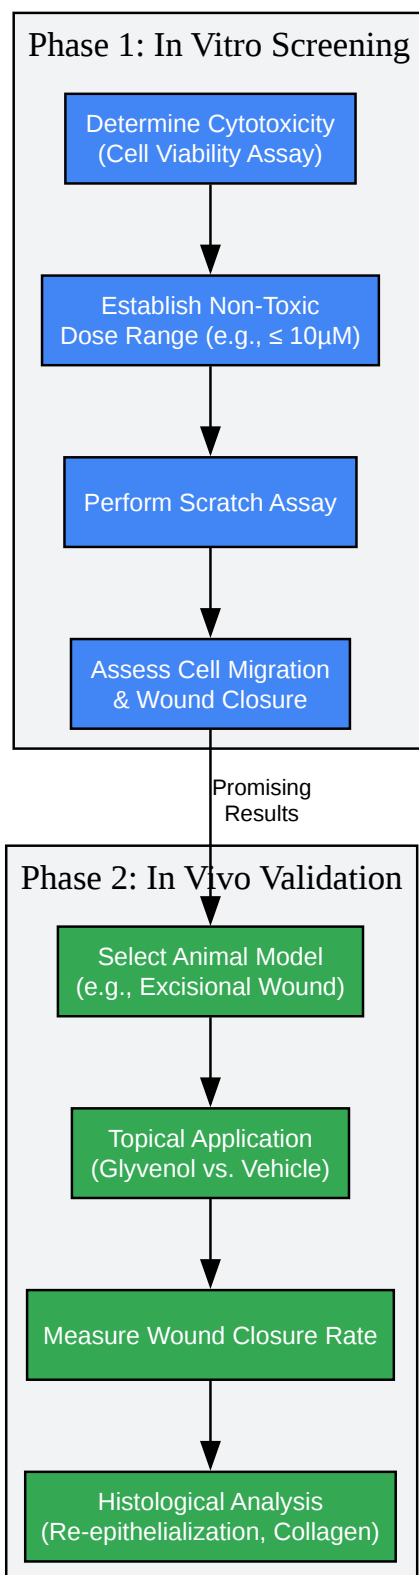 Phase 1: In Vitro Screening
Determine Cytotoxicity
(Cell Viability Assay)
Establish Non-Toxic
Dose Range (e.g., ≤ 10µM)
Perform Scratch Assay
Assess Cell Migration
& Wound Closure
Promising
Results
Phase 2: In Vivo Validation
Select Animal Model
(e.g., Excisional Wound)
Topical Application
(Glyvenol vs. Vehicle)
Measure Wound Closure Rate
Histological Analysis
(Re-epithelialization, Collagen)